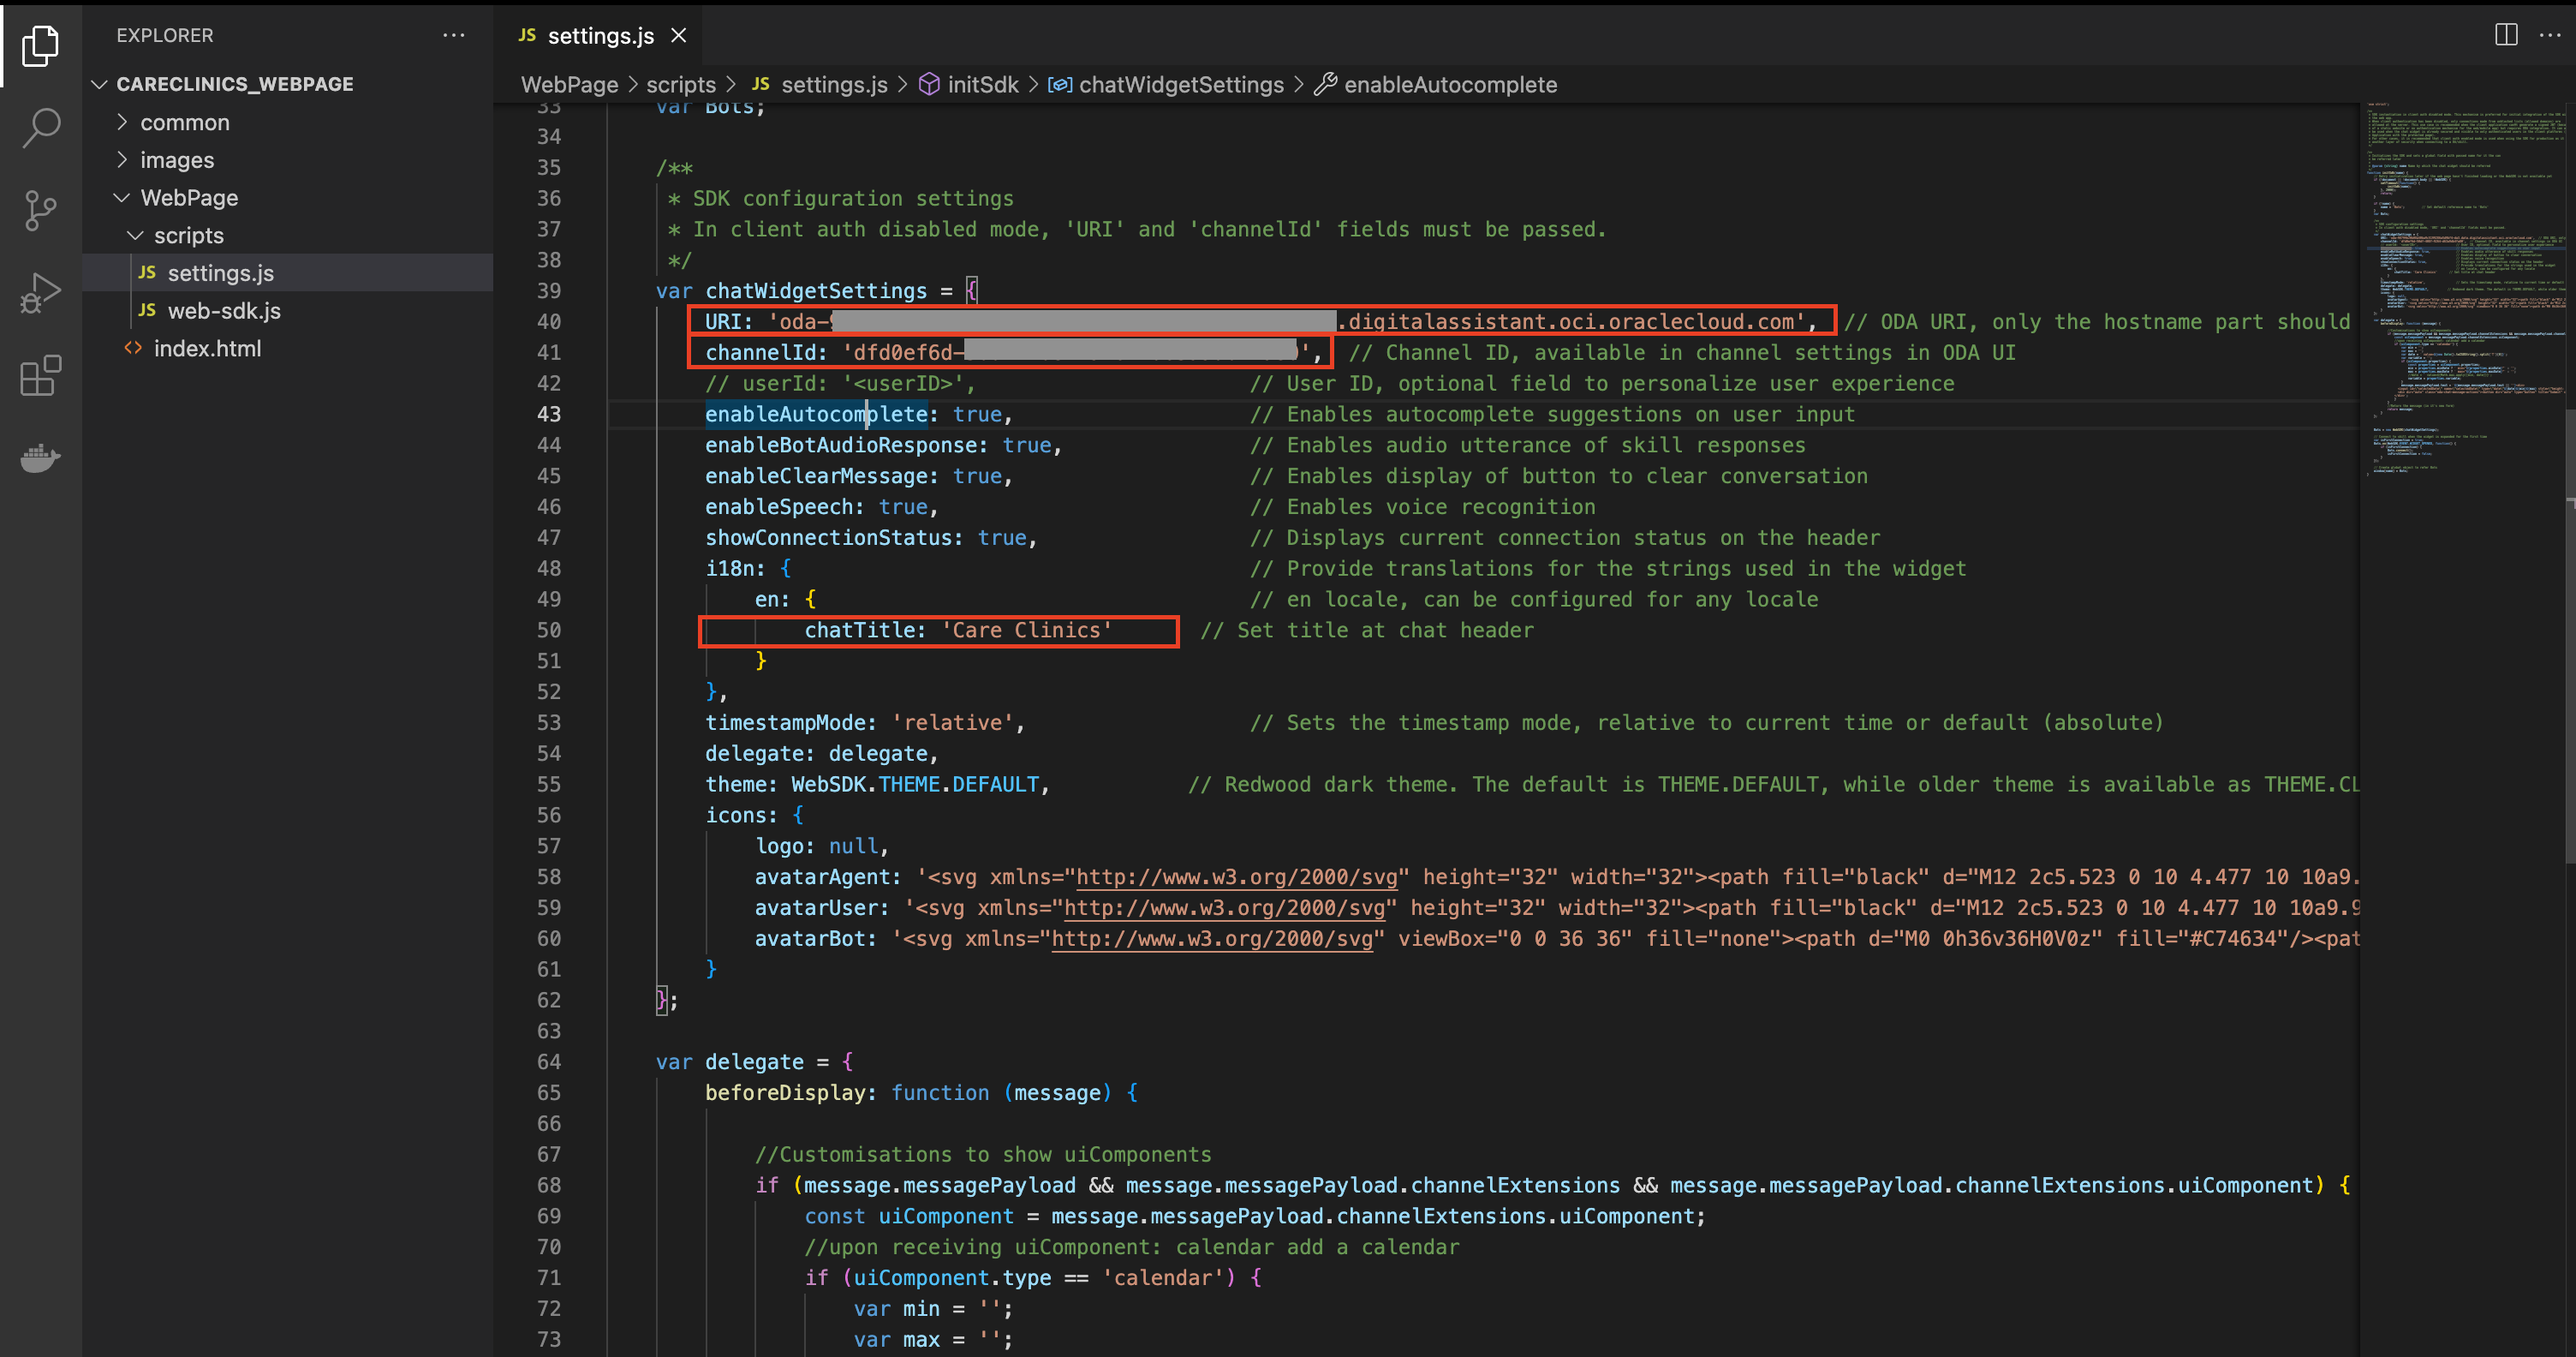 EXPLORER
CARECLINICS_WEBPAGE
common
images
WebPage
scripts
JS settings.js
JS web-sdk.js
<> index.html
JS settings.js
WebPage > scripts > JS settings.js > initSdk > chatWidgetSettings > enableAutocomplete
33 var Bots;
34
35 /**
36 * SDK configuration settings
37 * In client auth disabled mode, 'URI' and 'channelId' fields must be passed.
38 */
39 var chatWidgetSettings = {
40 URI: 'oda- .digitalassistant.oci.oraclecloud.com', // ODA URI, only the hostname part should
41 channelId: 'dfd0ef6d- ', // Channel ID, available in channel settings in ODA UI
42 // userId: '<userID>', // User ID, optional field to personalize user experience
43 enableAutocomplete: true, // Enables autocomplete suggestions on user input
44 enableBotAudioResponse: true, // Enables audio utterance of skill responses
45 enableClearMessage: true, // Enables display of button to clear conversation
46 enableSpeech: true, // Enables voice recognition
47 showConnectionStatus: true, // Displays current connection status on the header
48 i18n: { // Provide translations for the strings used in the widget
49 en: { // en locale, can be configured for any locale
50 chatTitle: 'Care Clinics' // Set title at chat header
51 }
52 },
53 timestampMode: 'relative', // Sets the timestamp mode, relative to current time or default (absolute)
54 delegate: delegate,
55 theme: WebSDK.THEME.DEFAULT, // Redwood dark theme. The default is THEME.DEFAULT, while older theme is available as THEME.CL
56 icons: {
57 logo: null,
58 avatarAgent: '<svg xmlns="http://www.w3.org/2000/svg" height="32" width="32"><path fill="black" d="M12 2c5.523 0 10 4.477 10 10a9.
59 avatarUser: '<svg xmlns="http://www.w3.org/2000/svg" height="32" width="32"><path fill="black" d="M12 2c5.523 0 10 4.477 10 10a9.9
60 avatarBot: '<svg xmlns="http://www.w3.org/2000/svg" viewBox="0 0 36 36" fill="none"><path d="M0 0h36v36H0V0z" fill="#C74634"/><pat
61 }
62 };
63
64 var delegate = {
65 beforeDisplay: function (message) {
66
67 //Customisations to show uiComponents
68 if (message.messagePayload && message.messagePayload.channelExtensions && message.messagePayload.channelExtensions.uiComponent) {
69 const uiComponent = message.messagePayload.channelExtensions.uiComponent;
70 //upon receiving uiComponent: calendar add a calendar
71 if (uiComponent.type == 'calendar') {
72 var min = '';
73 var max = '';